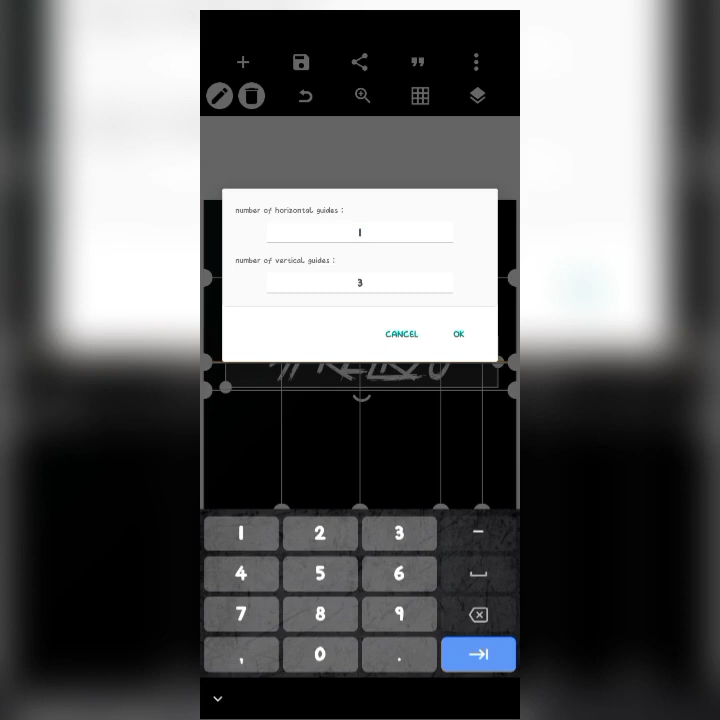 number of horizontal guides :
1
number of vertical guides :
3
CANCEL OK
1 2 3 -
4 5 6
7 8 9
, 0 .